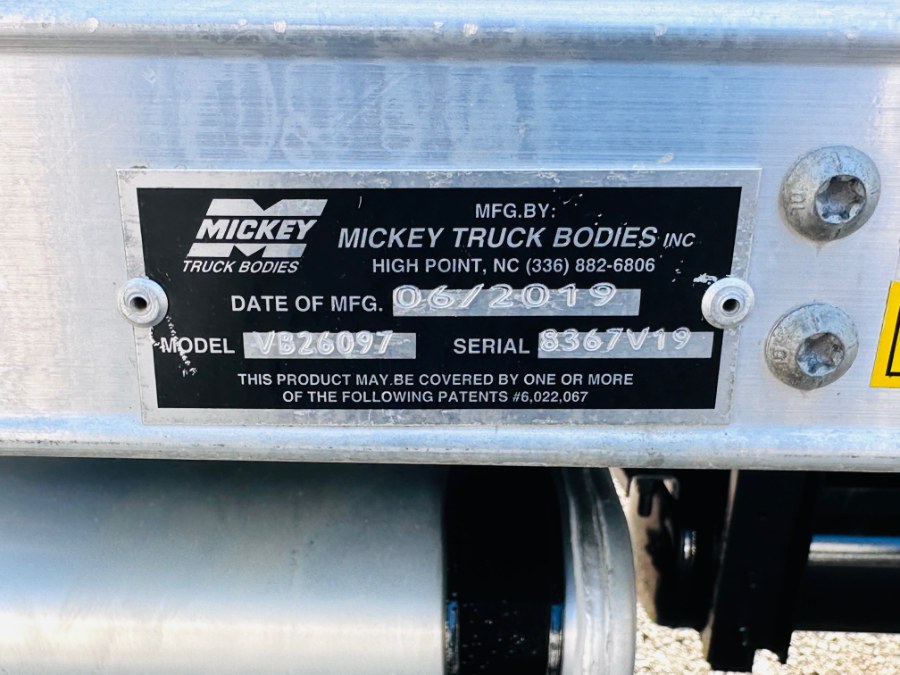 MICKEY
TRUCK BODIES
MFG.BY:
MICKEY TRUCK BODIES INC
HIGH POINT, NC (336) 882-6806
DATE OF MFG. 06/2019
MODEL VB26097 SERIAL 8367V19
THIS PRODUCT MAY.BE COVERED BY ONE OR MORE
OF THE FOLLOWING PATENTS #6,022,067